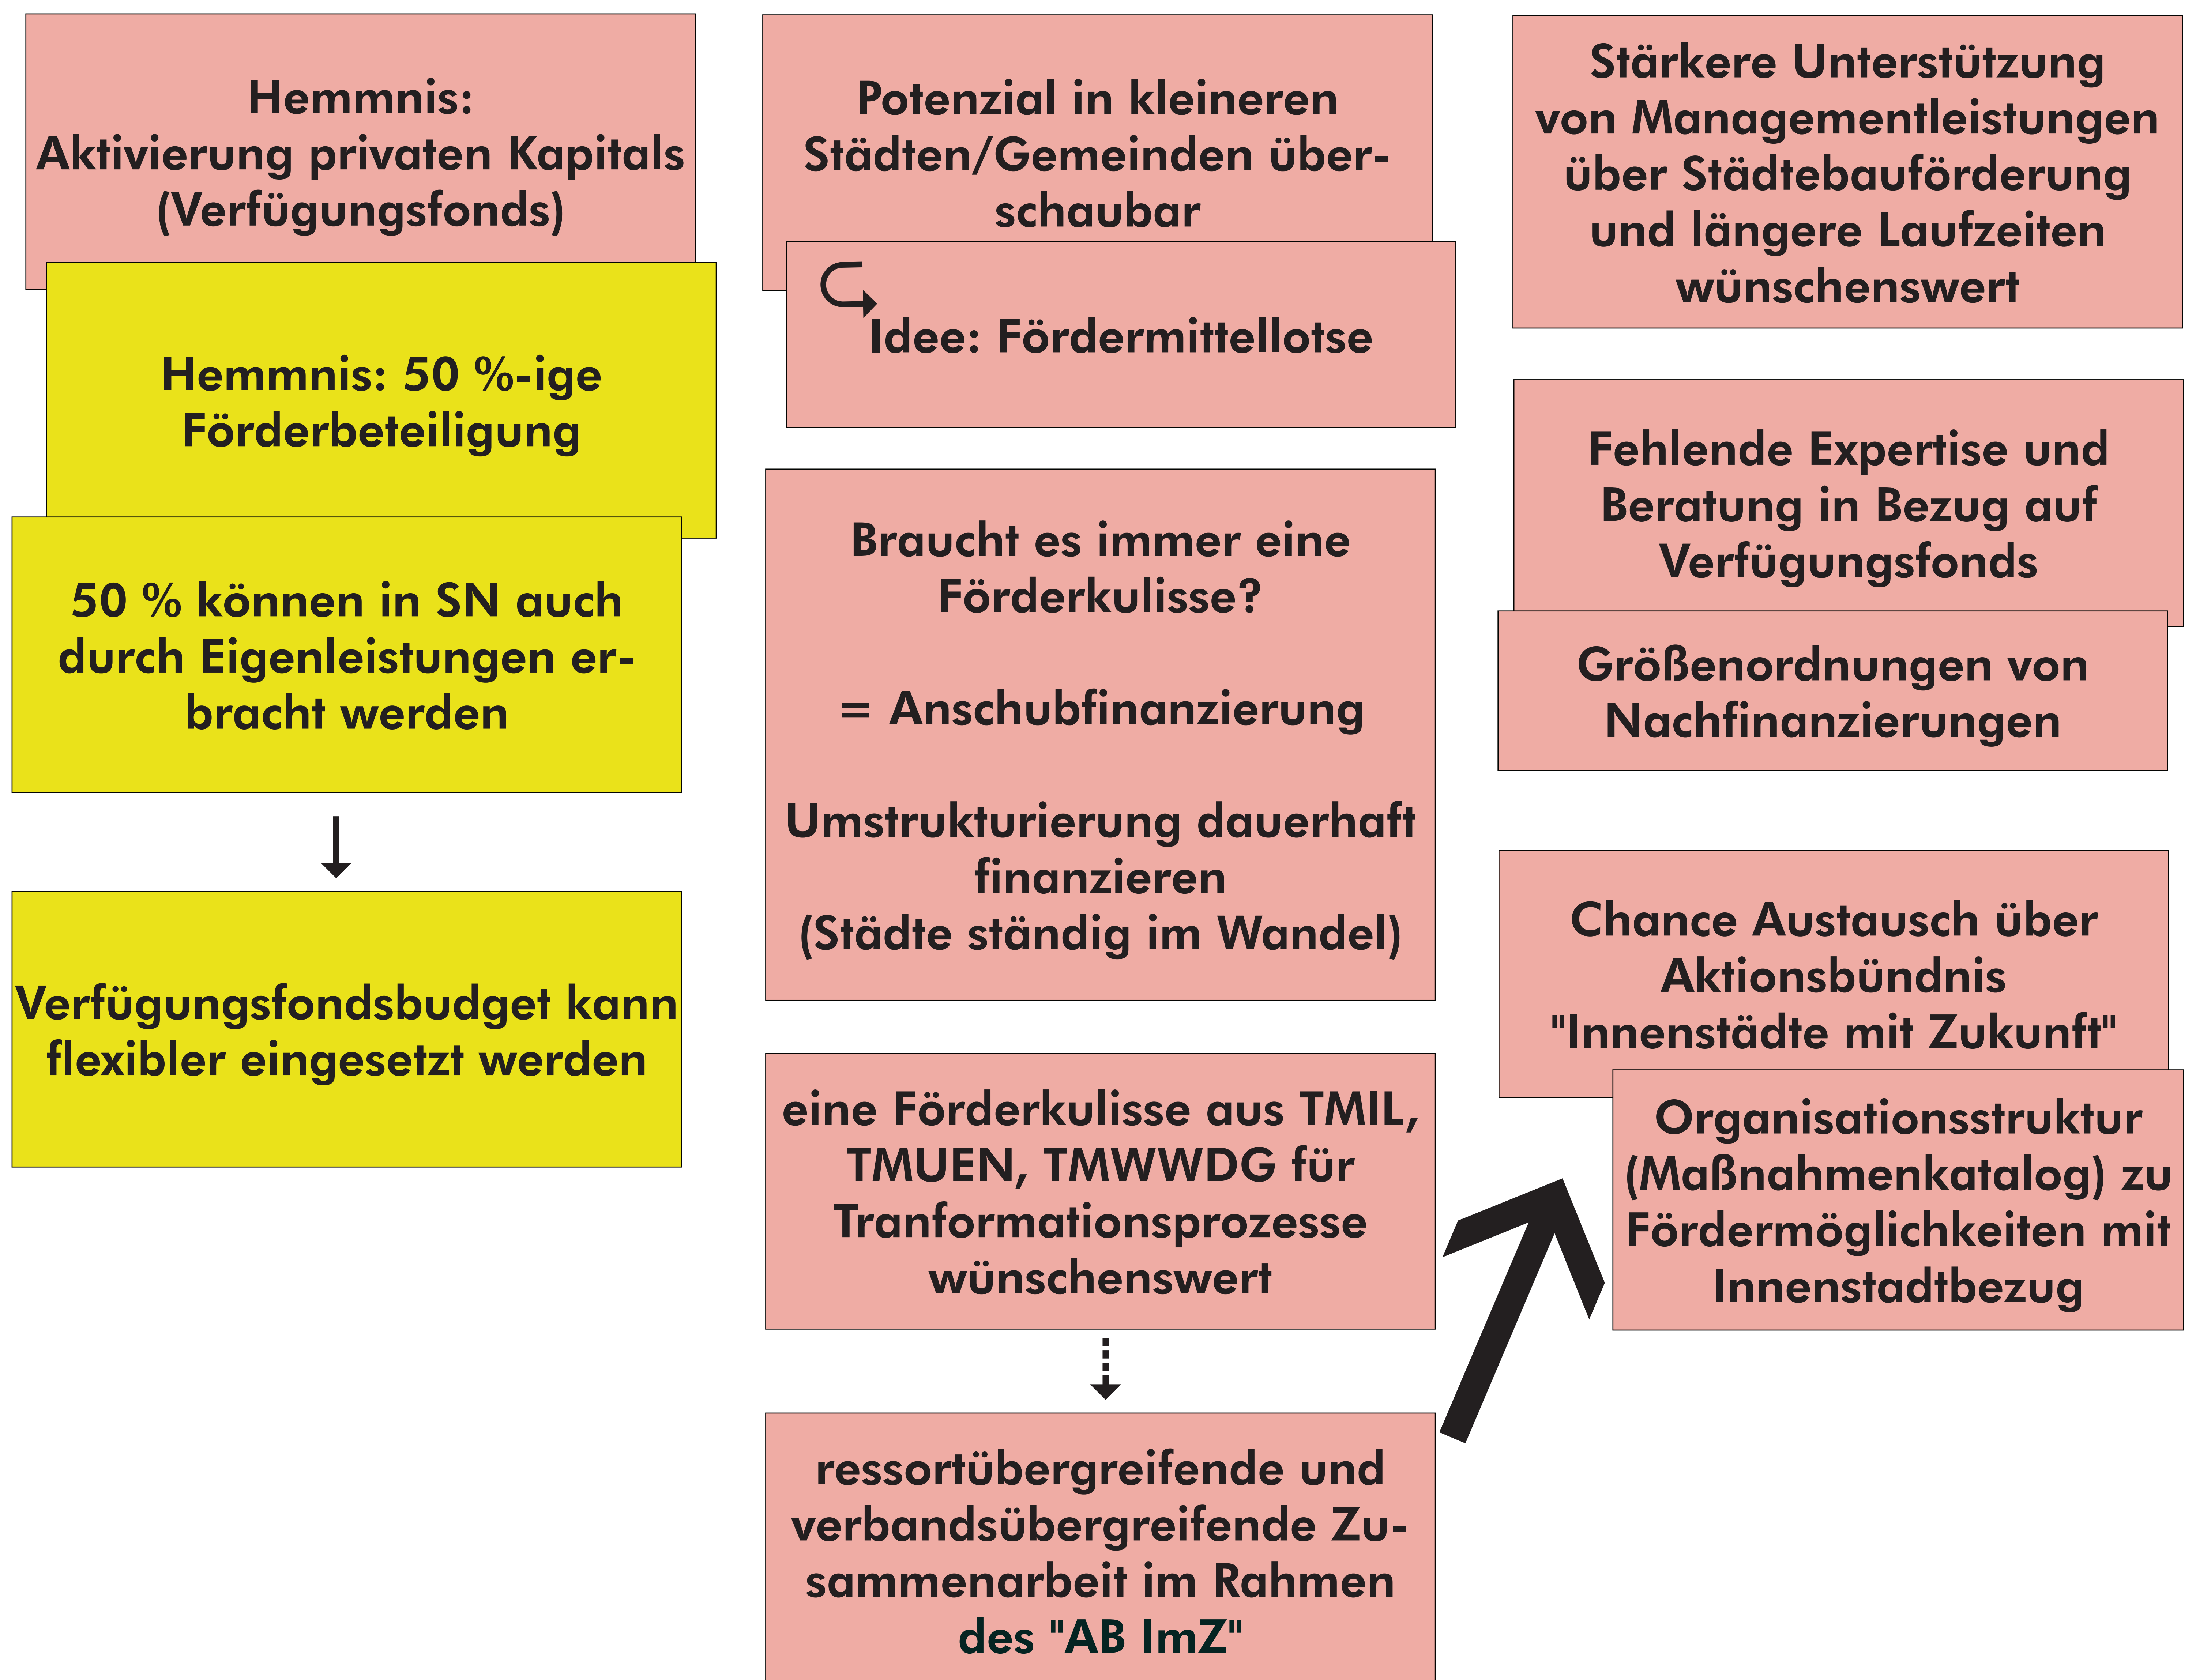 Hemmnis:
Aktivierung privaten Kapitals
(Verfügungsfonds)
Hemmnis: 50 %-ige
Förderbeteiligung
50 % können in SN auch
durch Eigenleistungen er-
bracht werden
Verfügungsfondsbudget kann
flexibler eingesetzt werden
Potenzial in kleineren
Städten/Gemeinden über-
schaubar
Idee: Fördermittellotse
Braucht es immer eine
Förderkulisse?
= Anschubfinanzierung
Umstrukturierung dauerhaft
finanzieren
(Städte ständig im Wandel)
eine Förderkulisse aus TMIL,
TMUEN, TMWWDG für
Tranformationsprozesse
wünschenswert
ressortübergreifende und
verbandsübergreifende Zu-
sammenarbeit im Rahmen
des "AB ImZ"
Stärkere Unterstützung
von Managementleistungen
über Städtebauförderung
und längere Laufzeiten
wünschenswert
Fehlende Expertise und
Beratung in Bezug auf
Verfügungsfonds
Größenordnungen von
Nachfinanzierungen
Chance Austausch über
Aktionsbündnis
"Innenstädte mit Zukunft"
Organisationsstruktur
(Maßnahmenkatalog) zu
Fördermöglichkeiten mit
Innenstadtbezug